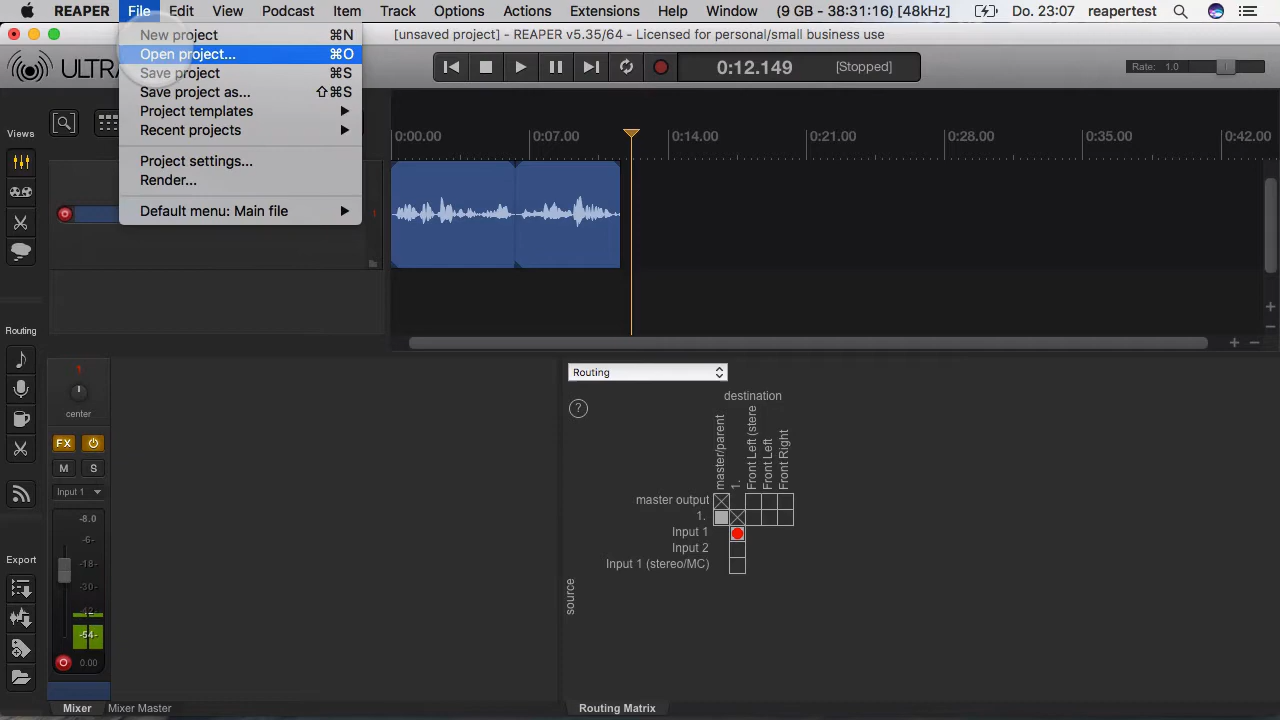 REAPER File Edit View Podcast Item Track Options Actions Extensions Help Window (9 GB - 8:31:16) [48kHz] Do. 23:07 reapertest
[unsaved project] - REAPER v5.35/64 - Licensed for personal/small business use
New project ⌘N
Open project... ⌘O
Save project ⌘S
Save project as... ⇧⌘S
Project templates
Recent projects
Project settings...
Render...
Default menu: Main file
ULTRA
0:12.149 [Stopped]
Rate: 1.0
Views
0:00.00 0:07.00 0:14.00 0:21.00 0:28.00 0:35.00 0:42.00
1
Routing
Export
1
center
FX
M S
Input 1
-8.0
-6-
-18-
-30-
-42-
-54-
0.00
Mixer Mixer Master
Routing
?
destination
master/parent
1.
Front Left (stere
Front Left
Front Right
master output
1.
Input 1
Input 2
Input 1 (stereo/MC)
source
Routing Matrix